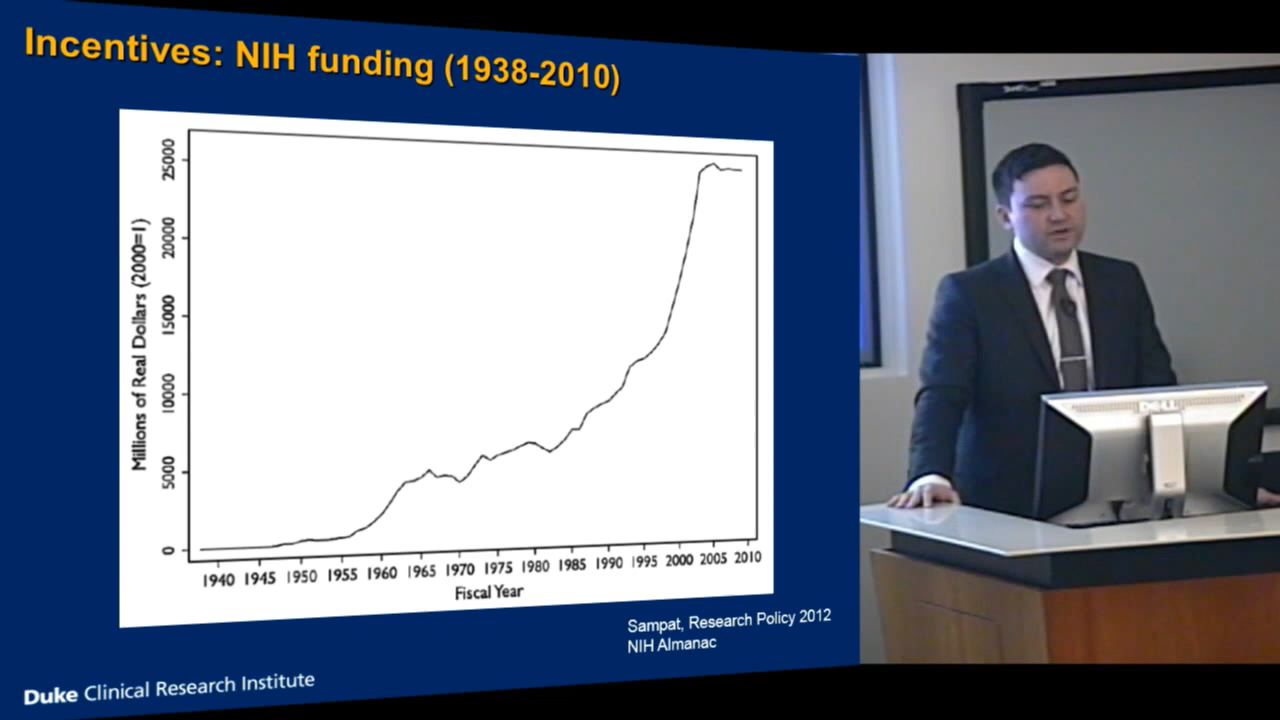 Incentives: NIH funding (1938-2010)
Millions of Real Dollars (2000=1)
25000
20000
15000
10000
5000
0
1940 1945 1950 1955 1960 1965 1970 1975 1980 1985 1990 1995 2000 2005 2010
Fiscal Year
Sampat, Research Policy 2012
NIH Almanac
Duke Clinical Research Institute
DELL